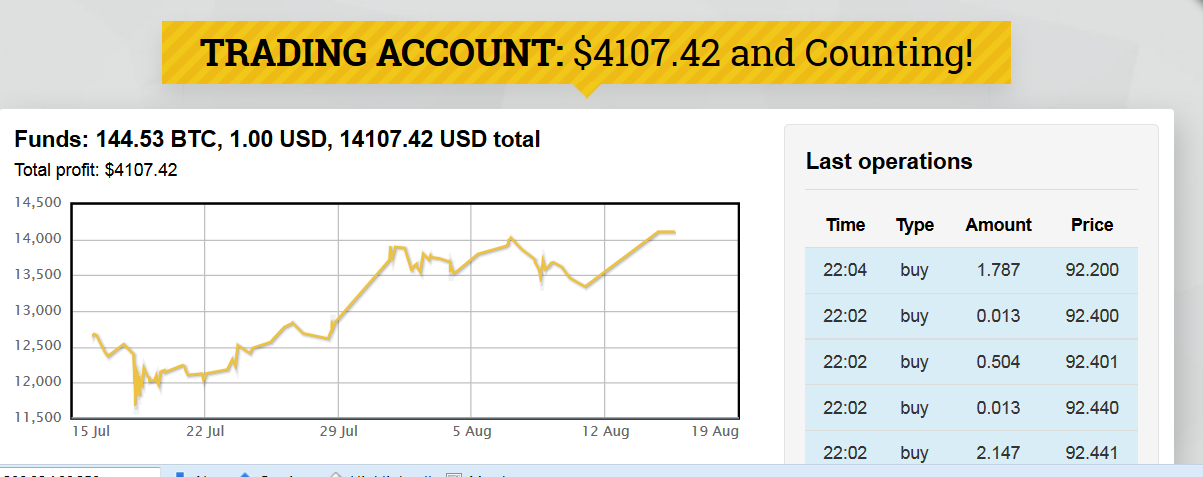 TRADING ACCOUNT: $4107.42 and Counting!
Funds: 144.53 BTC, 1.00 USD, 14107.42 USD total
Total profit: $4107.42
14,500
14,000
13,500
13,000
12,500
12,000
11,500
15 Jul 22 Jul 29 Jul 5 Aug 12 Aug 19 Aug
Last operations
Time Type Amount Price
22:04 buy 1.787 92.200
22:02 buy 0.013 92.400
22:02 buy 0.504 92.401
22:02 buy 0.013 92.440
22:02 buy 2.147 92.441